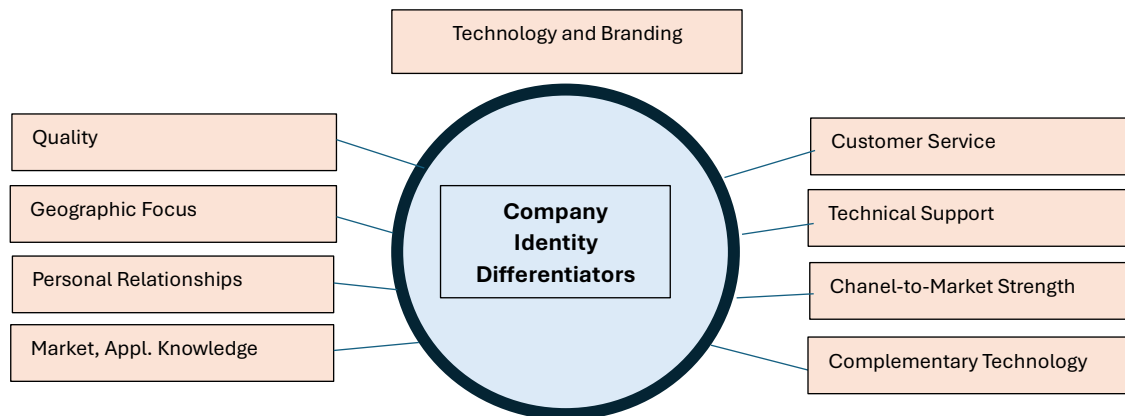 Technology and Branding
Quality
Geographic Focus
Personal Relationships
Market, Appl. Knowledge
Company
Identity
Differentiators
Customer Service
Technical Support
Chanel-to-Market Strength
Complementary Technology